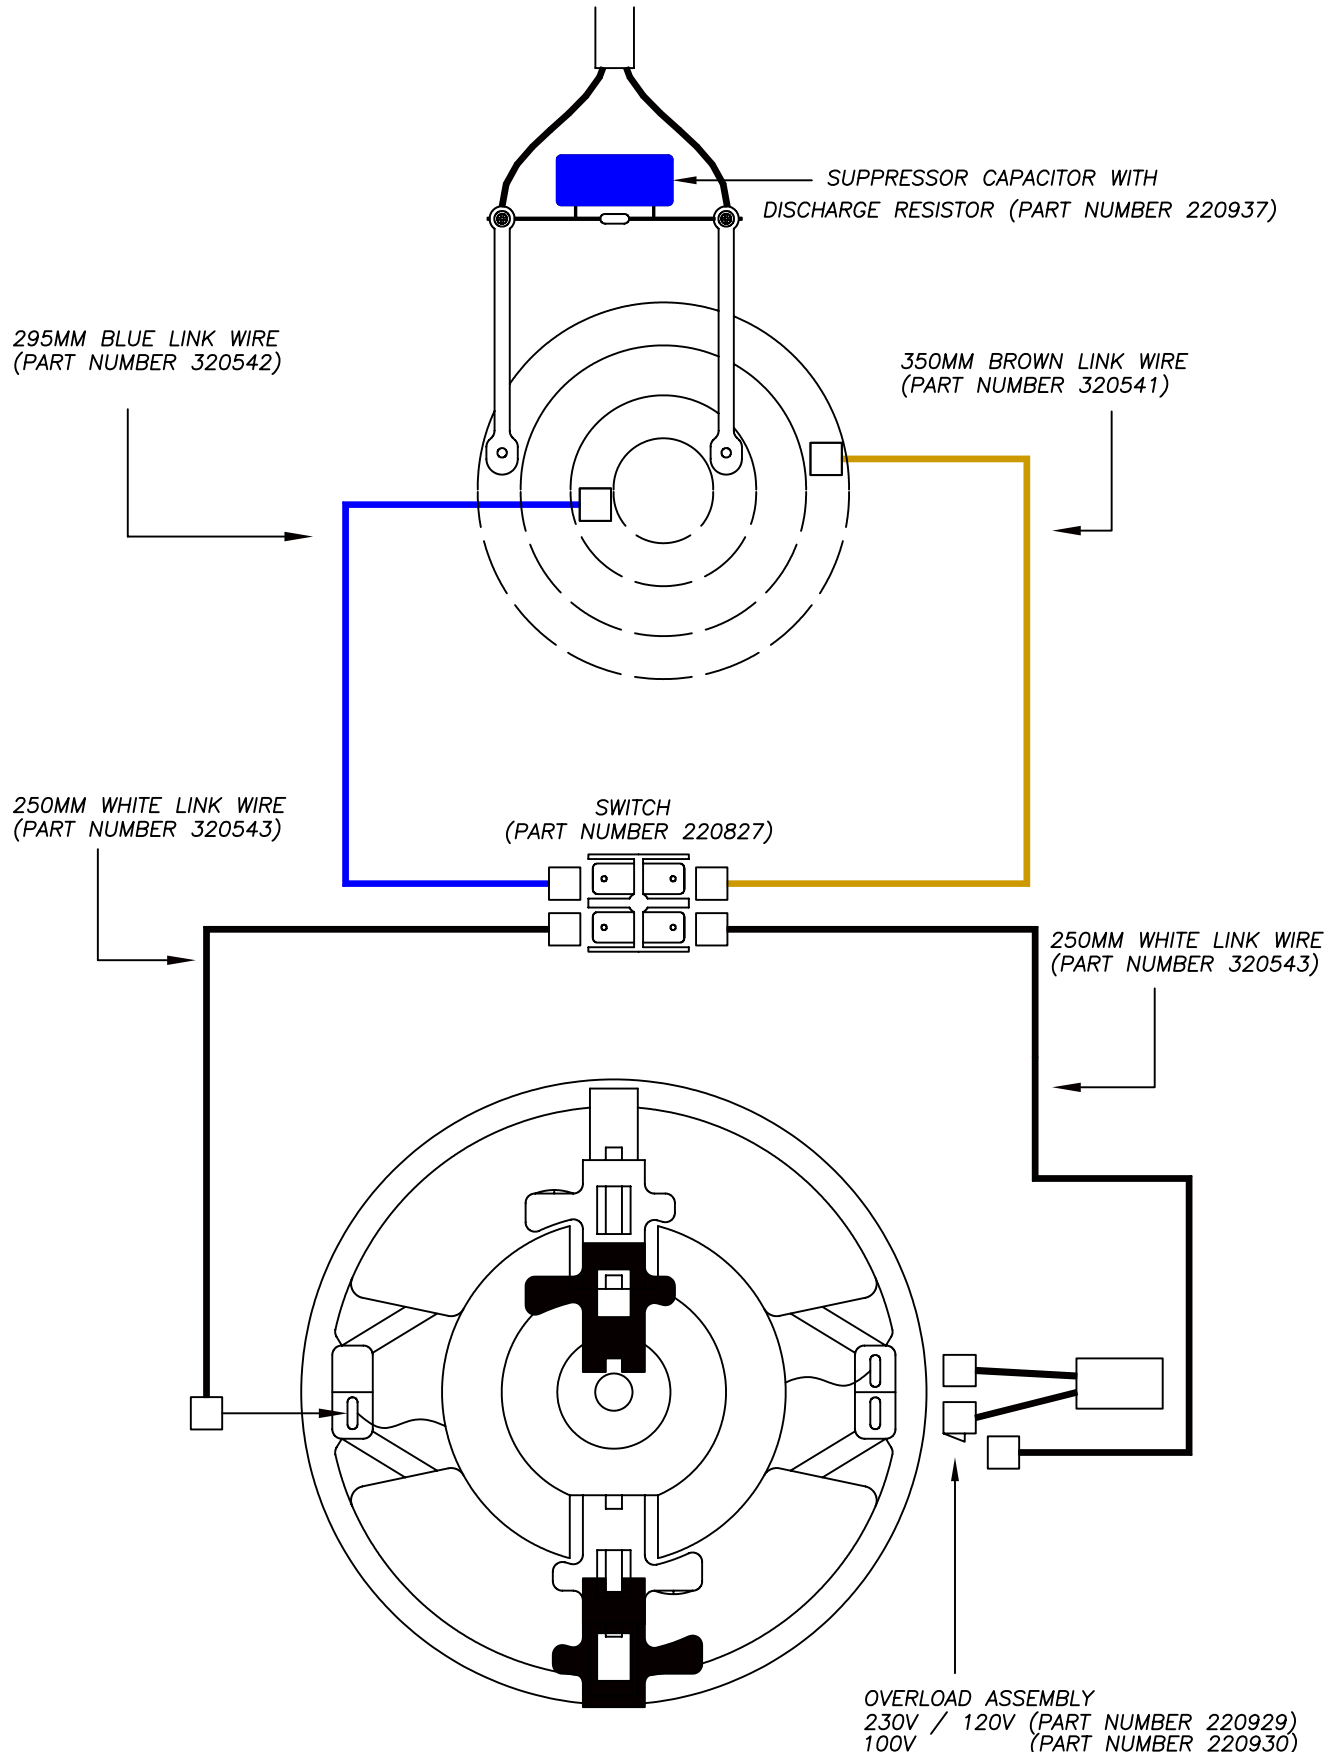 SUPPRESSOR CAPACITOR WITH
DISCHARGE RESISTOR (PART NUMBER 220937)
295MM BLUE LINK WIRE
(PART NUMBER 320542)
350MM BROWN LINK WIRE
(PART NUMBER 320541)
250MM WHITE LINK WIRE
(PART NUMBER 320543)
SWITCH
(PART NUMBER 220827)
250MM WHITE LINK WIRE
(PART NUMBER 320543)
OVERLOAD ASSEMBLY
230V / 120V (PART NUMBER 220929)
100V (PART NUMBER 220930)